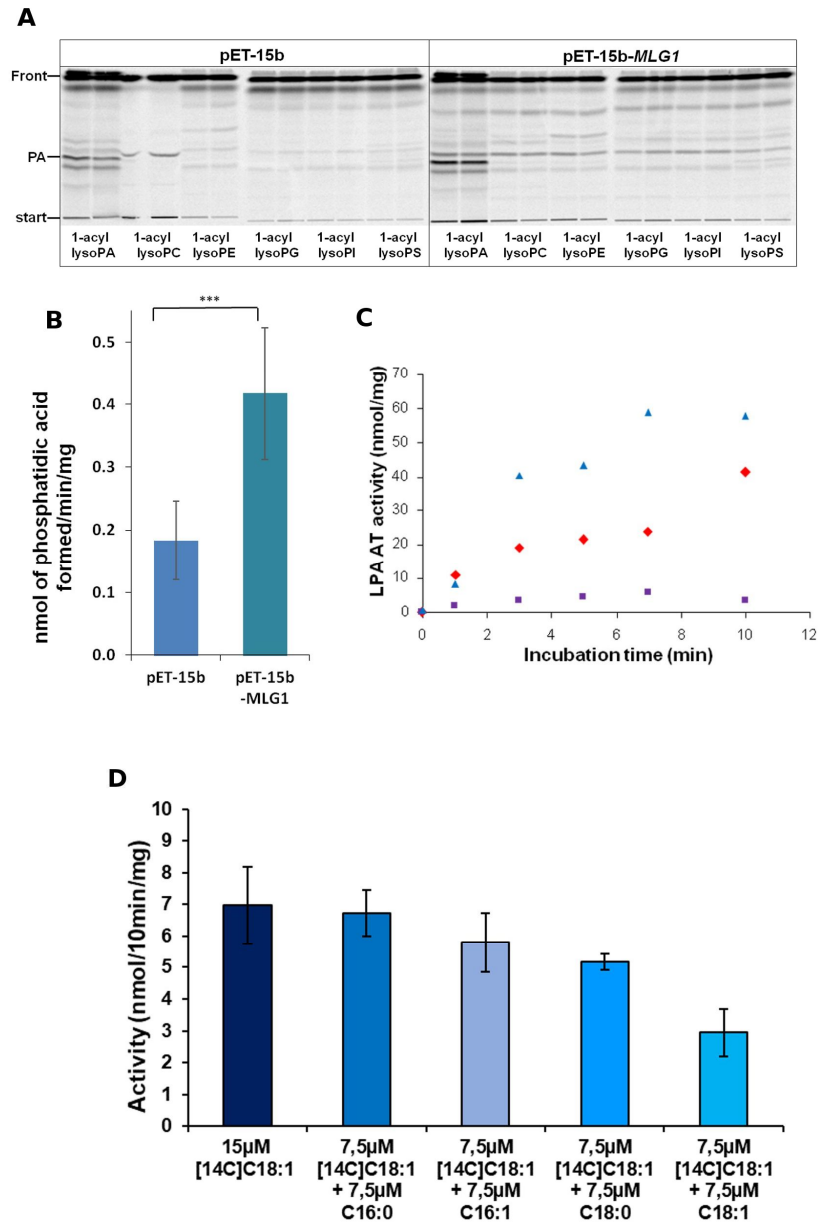 A
pET-15b pET-15b-MLG1
Front
PA
start
1-acyl 1-acyl 1-acyl 1-acyl 1-acyl 1-acyl 1-acyl 1-acyl 1-acyl 1-acyl 1-acyl 1-acyl
lysoPA lysoPC lysoPE lysoPG lysoPI lysoPS lysoPA lysoPC lysoPE lysoPG lysoPI lysoPS
B
***
0.5
0.4
0.3
0.2
0.1
0.0
nmol of phosphatidic acid
formed/min/mg
pET-15b pET-15b
-MLG1
C
70
60
50
40
30
20
10
0
LPAAT activity (nmol/mg)
0 2 4 6 8 10 12
Incubation time (min)
D
10
9
8
7
6
5
4
3
2
1
0
Activity (nmol/10min/mg)
15µM 7,5µM 7,5µM 7,5µM 7,5µM
[14C]C18:1 [14C]C18:1 [14C]C18:1 [14C]C18:1 [14C]C18:1
+ 7,5µM + 7,5µM + 7,5µM + 7,5µM
C16:0 C16:1 C18:0 C18:1